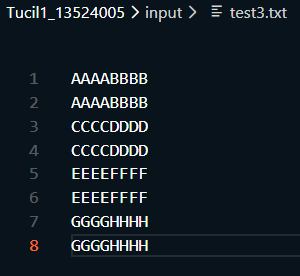 Tucil1_13524005 > input > test3.txt
1 AAAABBBB
2 AAAABBBB
3 CCCCDDDD
4 CCCCDDDD
5 EEEEFFFF
6 EEEEFFFF
7 GGGGHHHH
8 GGGGHHHH